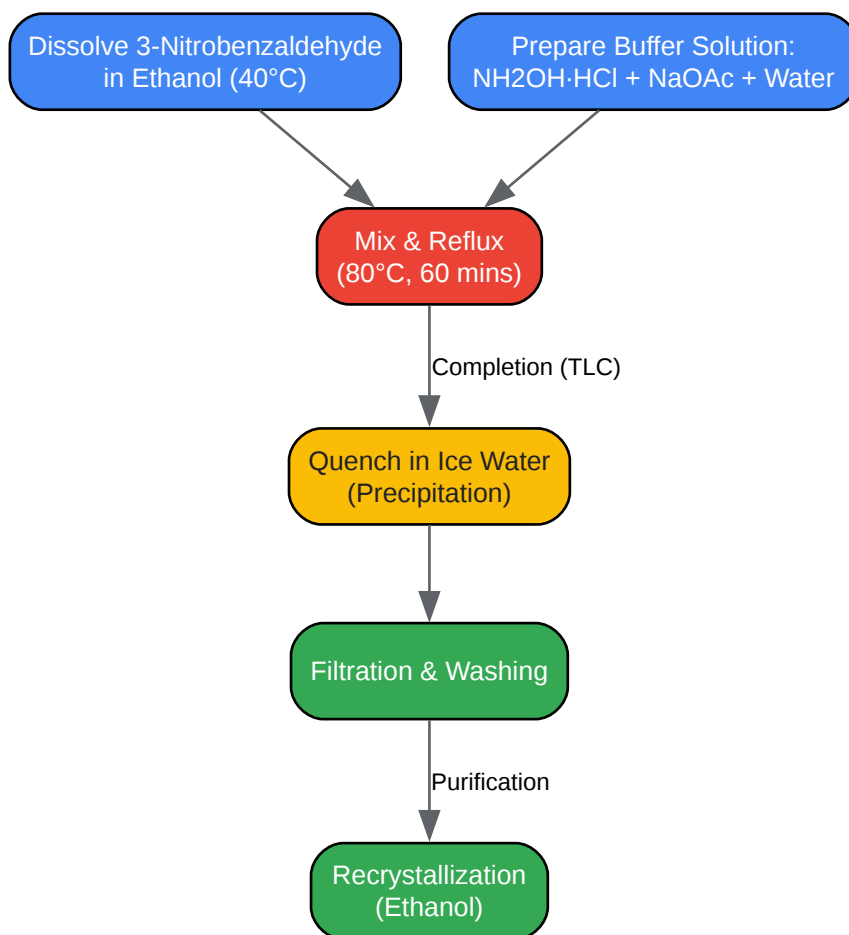 Dissolve 3-Nitrobenzaldehyde
in Ethanol (40°C)
Prepare Buffer Solution:
NH2OH·HCl + NaOAc + Water
Mix & Reflux
(80°C, 60 mins)
Completion (TLC)
Quench in Ice Water
(Precipitation)
Filtration & Washing
Purification
Recrystallization
(Ethanol)